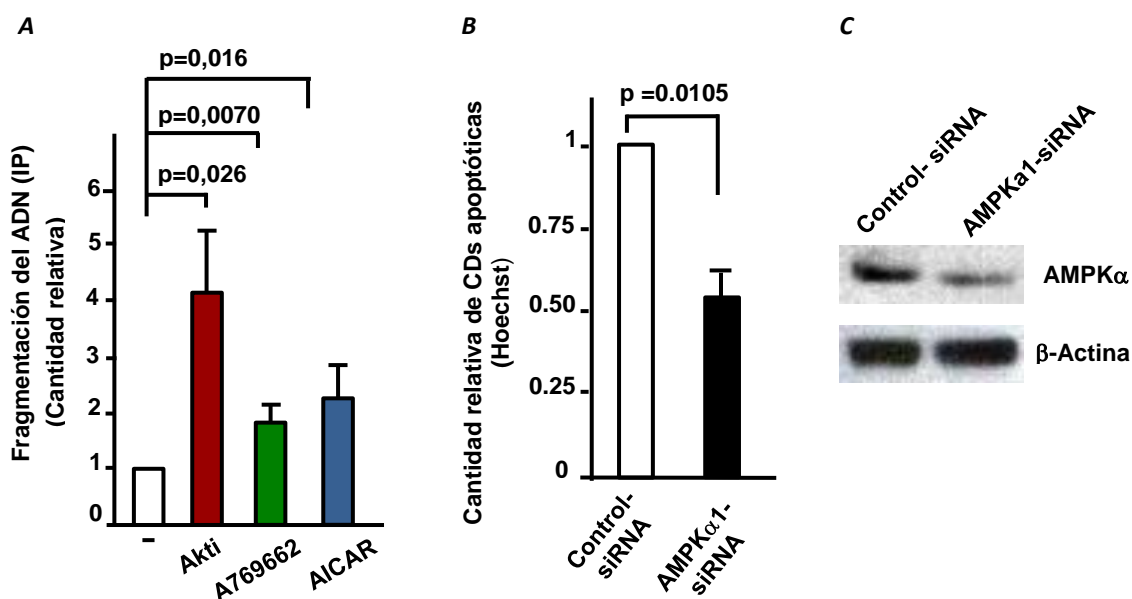 A
p=0,016
p=0,0070
p=0,026
Fragmentación del ADN (IP)
(Cantidad relativa)
6
5
4
3
2
1
0
-
Akti
A769662
AICAR
B
p =0.0105
Cantidad relativa de CDs apoptóticas
(Hoechst)
1
0.75
0.50
0.25
0
Control-
siRNA
AMPKα1-
siRNA
C
Control- siRNA
AMPKa1-siRNA
AMPKα
β-Actina